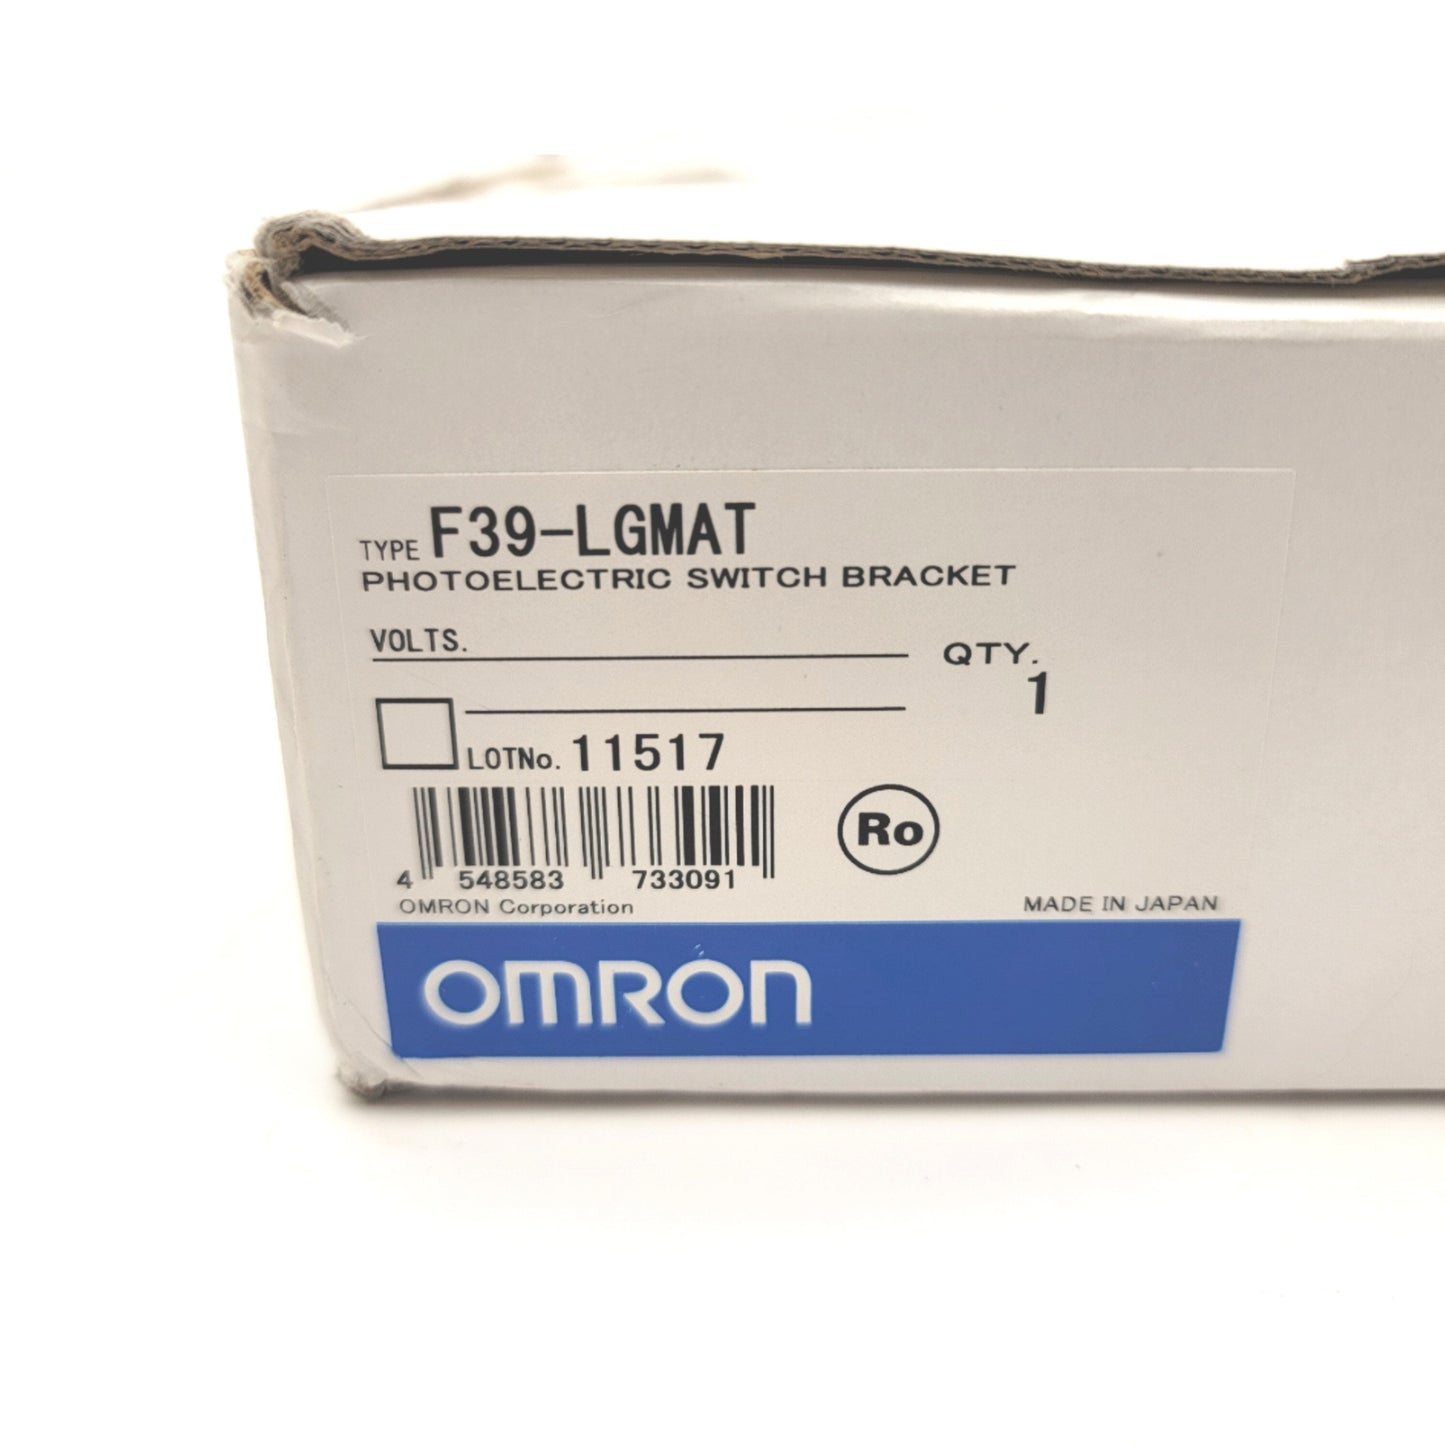 TYPE F39-LGMAT
PHOTOELECTRIC SWITCH BRACKET
VOLTS.
QTY.
1
LOTNo. 11517
Ro
4 548583 733091
OMRON Corporation
MADE IN JAPAN
OMRON